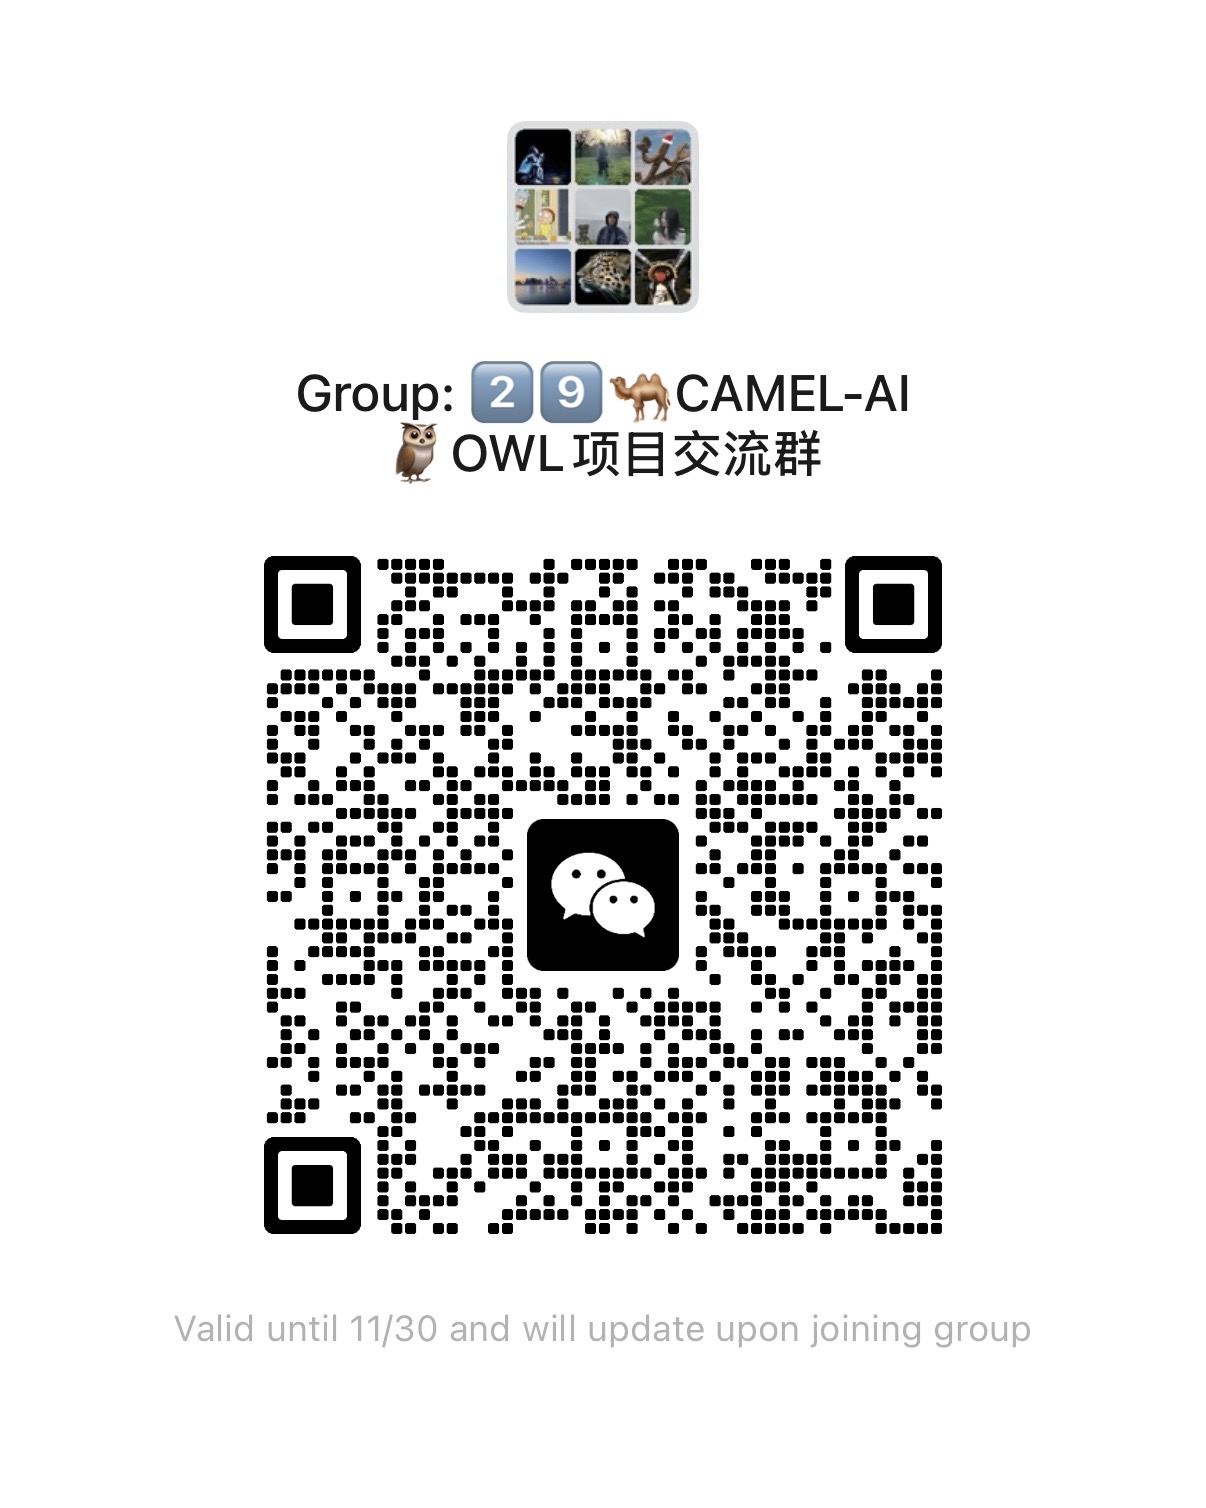 Group: 2️⃣9️⃣🐫CAMEL-AI
🦉OWL项目交流群
Valid until 11/30 and will update upon joining group